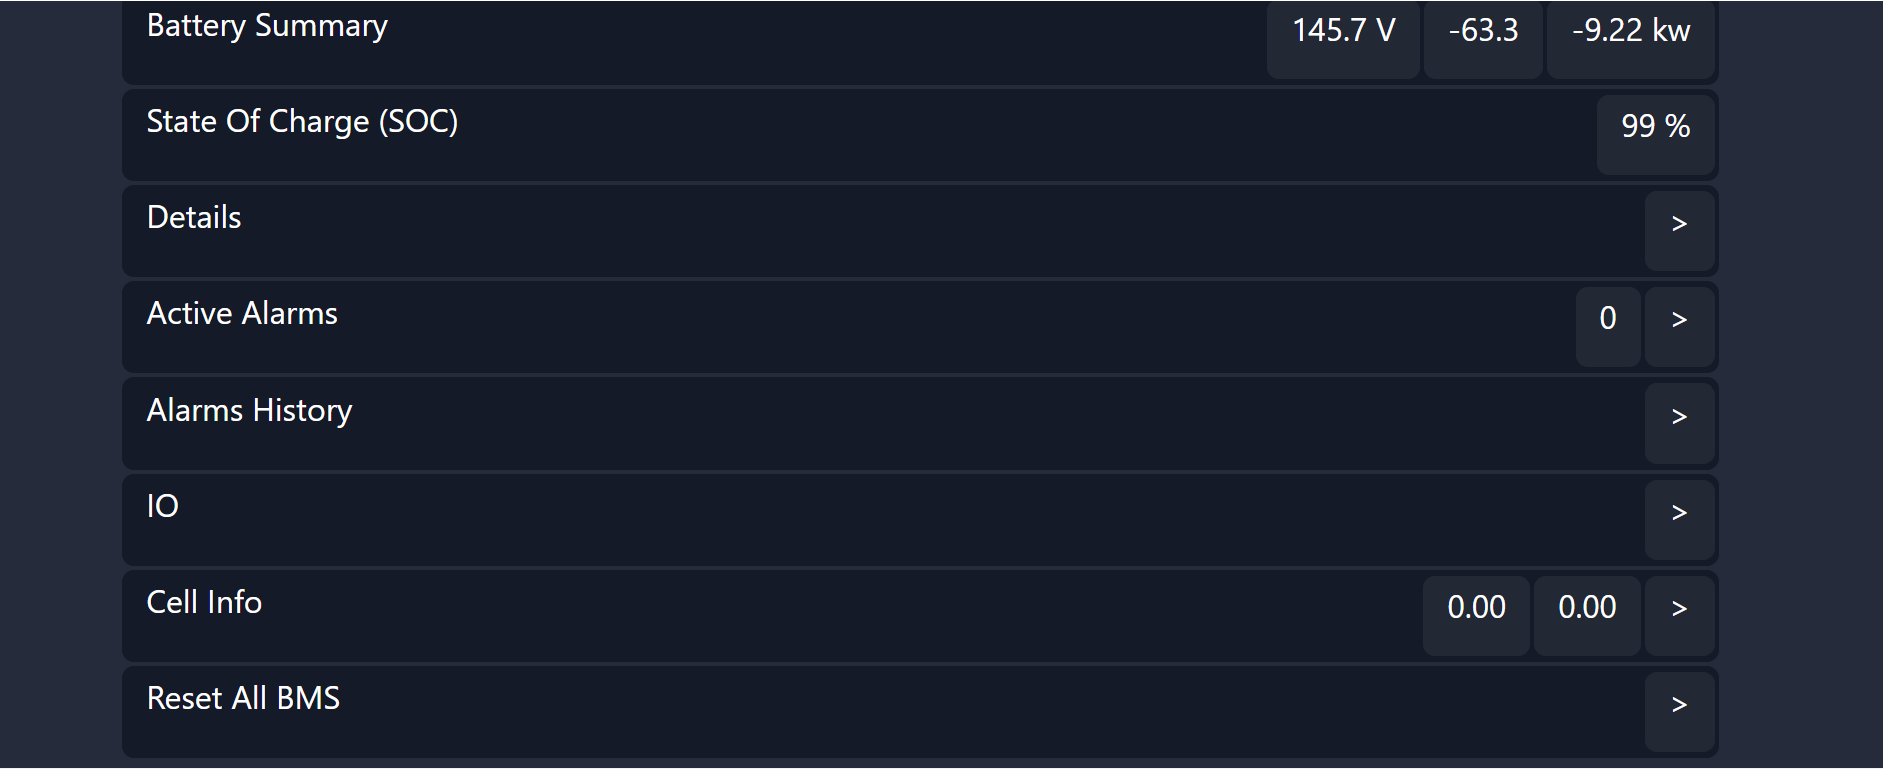 Battery Summary 145.7 V -63.3 -9.22 kw
State Of Charge (SOC) 99 %
Details >
Active Alarms 0 >
Alarms History >
IO >
Cell Info 0.00 0.00 >
Reset All BMS >